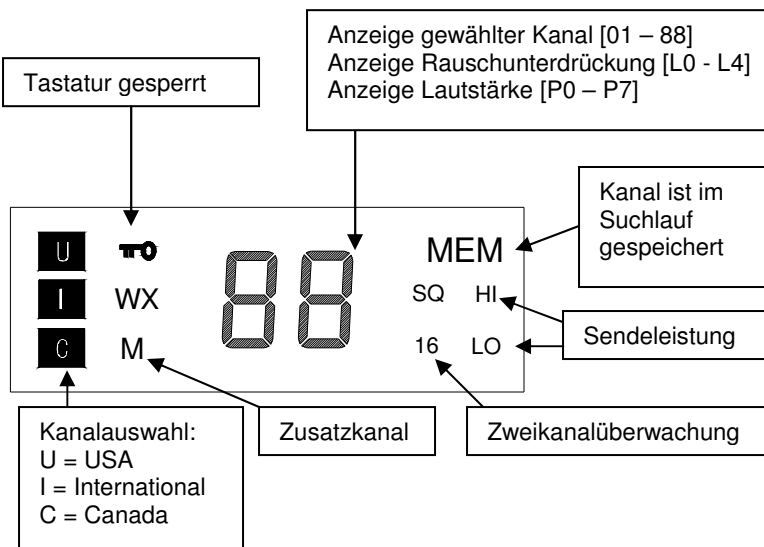 Anzeige gewählter Kanal [01 – 88]
Anzeige Rauschunterdrückung [L0 - L4]
Anzeige Lautstärke [P0 – P7]
Tastatur gesperrt
Kanal ist im
Suchlauf
gespeichert
U
88
MEM
I WX
SQ HI
Sendeleistung
C M
16 LO
Kanalauswahl:
U = USA
I = International
C = Canada
Zusatzkanal
Zweikanalüberwachung